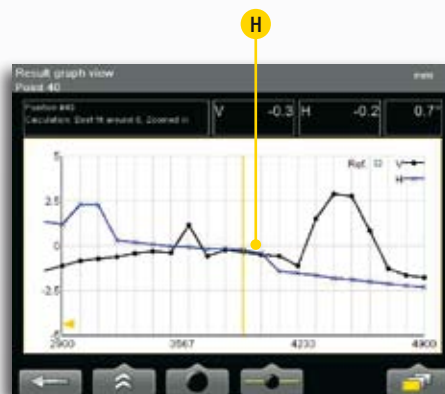 H
Result graph view mm
Point 40
Position #40
Calculation: Best fit around 0, Zoomed in
V -0.3 H -0.2 0.7°
5
Ref. V
H
2.5
0
-2.5
-5
2900 3567 4233 4900